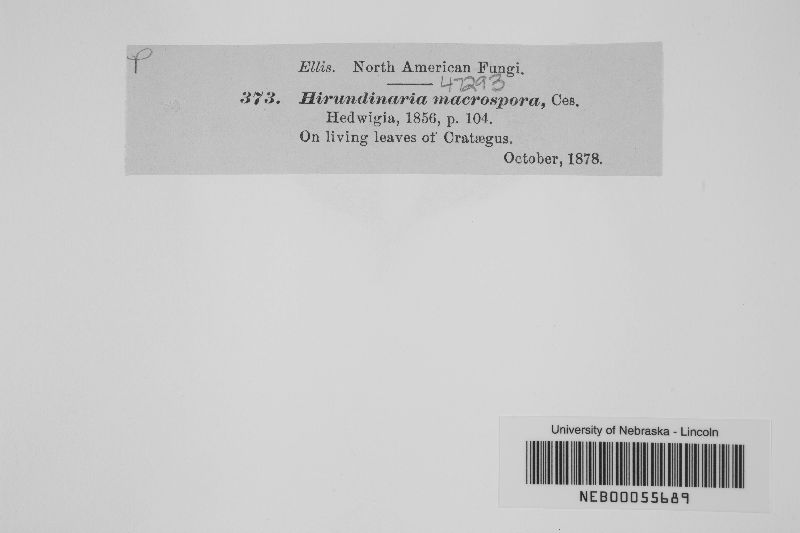 P
Ellis. North American Fungi.
47293
373. Hirundinaria macrospora, Ces.
Hedwigia, 1856, p. 104.
On living leaves of Cratægus.
October, 1878.
University of Nebraska - Lincoln
NEB00055689